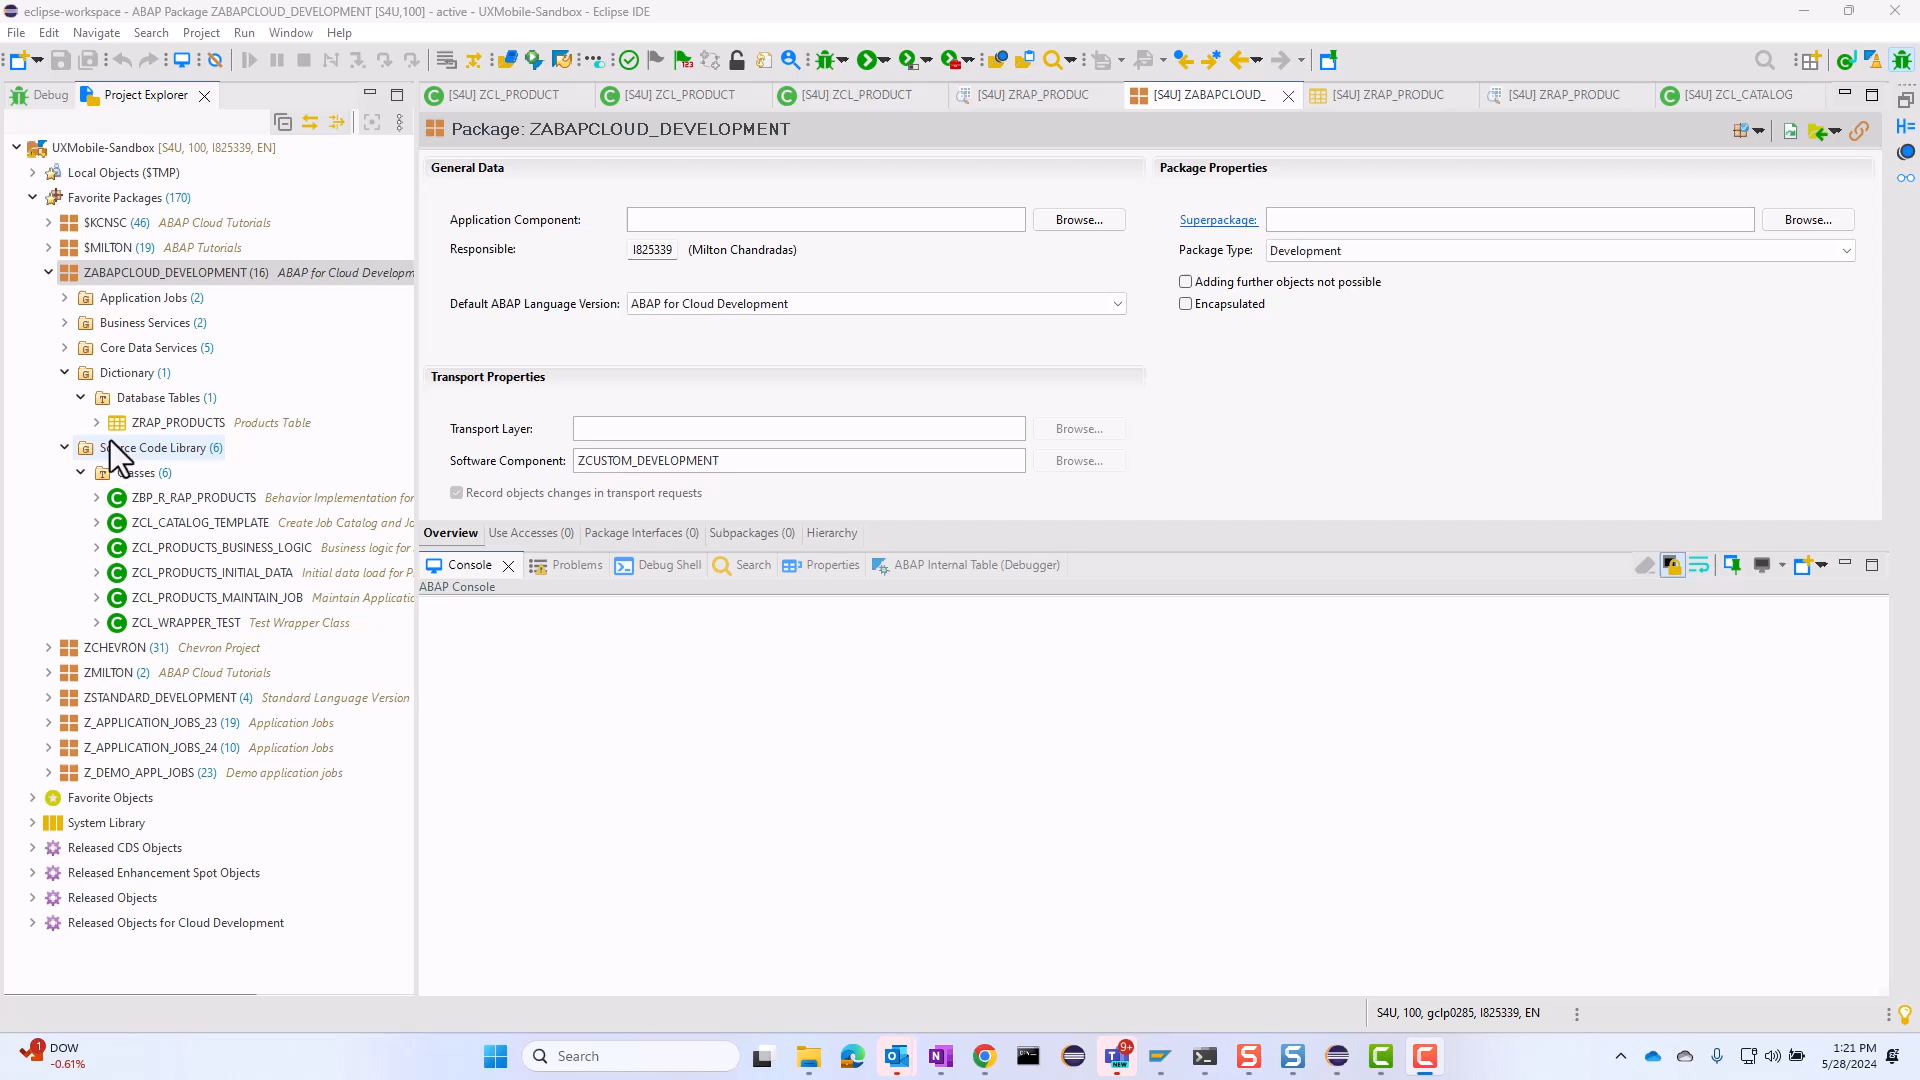 eclipse-workspace - ABAP Package ZABAPCLOUD_DEVELOPMENT [S4U,100] - active - UXMobile-Sandbox - Eclipse IDE
File Edit Navigate Search Project Run Window Help
Debug Project Explorer
[S4U] ZCL_PRODUCT [S4U] ZCL_PRODUCT [S4U] ZCL_PRODUCT [S4U] ZRAP_PRODUC [S4U] ZABAPCLOUD_ [S4U] ZRAP_PRODUC [S4U] ZRAP_PRODUC [S4U] ZCL_CATALOG
UXMobile-Sandbox [S4U, 100, I825339, EN]
Local Objects ($TMP)
Favorite Packages (170)
$KCNSC (46) ABAP Cloud Tutorials
$MILTON (19) ABAP Tutorials
ZABAPCLOUD_DEVELOPMENT (16) ABAP for Cloud Developm
Application Jobs (2)
Business Services (2)
Core Data Services (5)
Dictionary (1)
Database Tables (1)
ZRAP_PRODUCTS Products Table
Library (6)
(6)
ZBP_R_RAP_PRODUCTS Behavior Implementation for
ZCL_CATALOG_TEMPLATE Create Job Catalog and Jo
ZCL_PRODUCTS_BUSINESS_LOGIC Business logic for
ZCL_PRODUCTS_INITIAL_DATA Initial data load for P
ZCL_PRODUCTS_MAINTAIN_JOB Maintain Applicatic
ZCL_WRAPPER_TEST Test Wrapper Class
ZCHEVRON (31) Chevron Project
ZMILTON (2) ABAP Cloud Tutorials
ZSTANDARD_DEVELOPMENT (4) Standard Language Version
Z_APPLICATION_JOBS_23 (19) Application Jobs
Z_APPLICATION_JOBS_24 (10) Application Jobs
Z_DEMO_APPL_JOBS (23) Demo application jobs
Favorite Objects
System Library
Released CDS Objects
Released Enhancement Spot Objects
Released Objects
Released Objects for Cloud Development
Package: ZABAPCLOUD_DEVELOPMENT
General Data
Application Component: Browse...
Responsible: I825339 (Milton Chandradas)
Default ABAP Language Version: ABAP for Cloud Development
Package Properties
Superpackage: Browse...
Package Type: Development
Adding further objects not possible
Encapsulated
Transport Properties
Transport Layer: Browse...
Software Component: ZCUSTOM_DEVELOPMENT Browse...
Record objects changes in transport requests
Overview Use Accesses (0) Package Interfaces (0) Subpackages (0) Hierarchy
Console Problems Debug Shell Search Properties ABAP Internal Table (Debugger)
ABAP Console
S4U, 100, gclp0285, I825339, EN
1 DOW
-0.61%
Search
9+
NEW
1:21 PM
5/28/2024